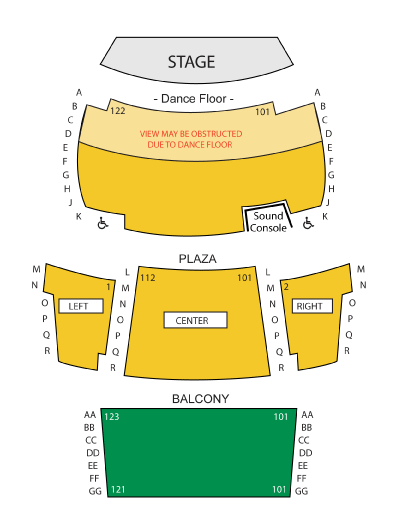 STAGE
- Dance Floor -
A A
B 122 101 B
C C
D VIEW MAY BE OBSTRUCTED D
E DUE TO DANCE FLOOR E
F F
G G
H H
J J
K Sound K
Console
PLAZA
M L L M
N 1 112 101 2 N
O M M O
P LEFT N N RIGHT P
Q O CENTER O Q
R P P R
Q Q
R R
BALCONY
AA 123 101 AA
BB BB
CC CC
DD DD
EE EE
FF FF
GG 121 101 GG